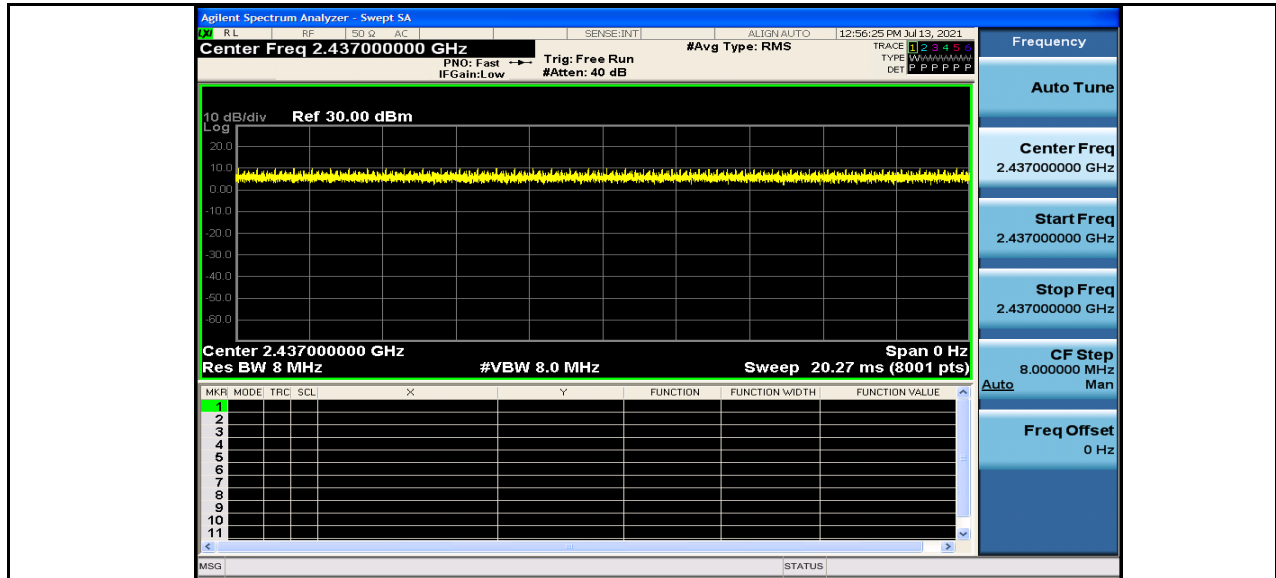 Agilent Spectrum Analyzer - Swept SA
LXI RL RF 50 Ω AC SENSE:INT ALIGN AUTO 12:56:25 PM Jul 13, 2021
Center Freq 2.437000000 GHz #Avg Type: RMS TRACE 1 2 3 4 5 6
PNO: Fast Trig: Free Run TYPE
IFGain:Low #Atten: 40 dB DET P P P P P P
10 dB/div Ref 30.00 dBm
Log
20.0
10.0
0.00
-10.0
-20.0
-30.0
-40.0
-50.0
-60.0
Center 2.437000000 GHz Span 0 Hz
Res BW 8 MHz #VBW 8.0 MHz Sweep 20.27 ms (8001 pts)
MKR MODE TRC SCL X Y FUNCTION FUNCTION WIDTH FUNCTION VALUE
1
2
3
4
5
6
7
8
9
10
11
MSG STATUS
Frequency
Auto Tune
Center Freq
2.437000000 GHz
Start Freq
2.437000000 GHz
Stop Freq
2.437000000 GHz
CF Step
8.000000 MHz
Auto Man
Freq Offset
0 Hz